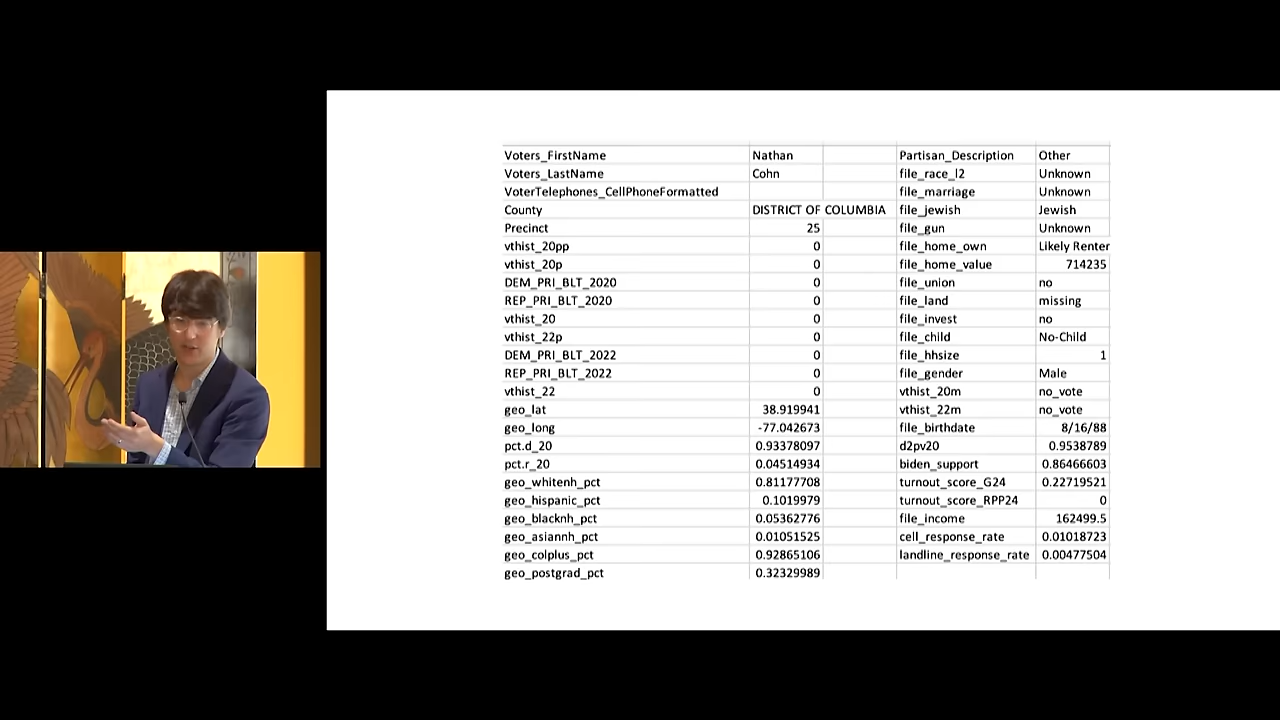 Voters_FirstName Nathan Partisan_Description Other
Voters_LastName Cohn file_race_l2 Unknown
VoterTelephones_CellPhoneFormatted file_marriage Unknown
County DISTRICT OF COLUMBIA file_jewish Jewish
Precinct 25 file_gun Unknown
vthist_20pp 0 file_home_own Likely Renter
vthist_20p 0 file_home_value 714235
DEM_PRI_BLT_2020 0 file_union no
REP_PRI_BLT_2020 0 file_land missing
vthist_20 0 file_invest no
vthist_22p 0 file_child No-Child
DEM_PRI_BLT_2022 0 file_hhsize 1
REP_PRI_BLT_2022 0 file_gender Male
vthist_22 0 vthist_20m no_vote
geo_lat 38.919941 vthist_22m no_vote
geo_long -77.042673 file_birthdate 8/16/88
pct.d_20 0.93378097 d2pv20 0.9538789
pct.r_20 0.04514934 biden_support 0.86466603
geo_whitenh_pct 0.81177708 turnout_score_G24 0.22719521
geo_hispanic_pct 0.1019979 turnout_score_RPP24 0
geo_blacknh_pct 0.05362776 file_income 162499.5
geo_asiannh_pct 0.01051525 cell_response_rate 0.01018723
geo_colplus_pct 0.92865106 landline_response_rate 0.00477504
geo_postgrad_pct 0.32329989